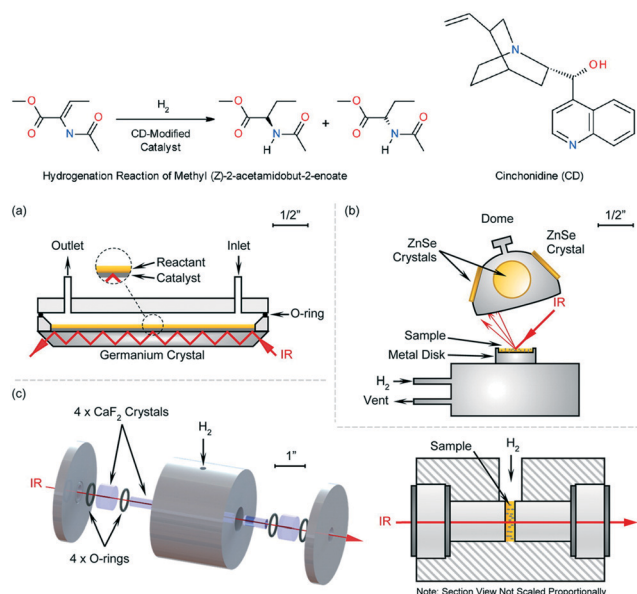 H₂
CD-Modified
Catalyst
O
O
N
H
O
O
O
N
H
O
+
O
O
N
H
O
Hydrogenation Reaction of Methyl (Z)-2-acetamidobut-2-enoate
N
OH
N
Cinchonidine (CD)
(a)
1/2"
Outlet
Inlet
Reactant
Catalyst
O-ring
Germanium Crystal
IR
(b)
1/2"
Dome
ZnSe
Crystals
ZnSe
Crystal
IR
Sample
Metal Disk
H₂
Vent
(c)
4 x CaF₂ Crystals
H₂
1"
IR
4 x O-rings
Sample
H₂
IR
Note: Section View Not Scaled Proportionally